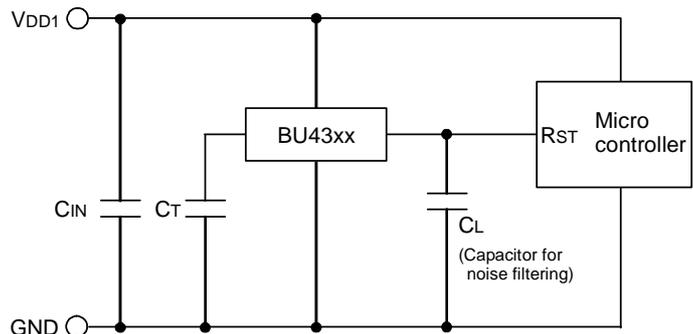 VDD1
BU43xx
RST
Micro
controller
CIN
CT
CL
(Capacitor for
noise filtering)
GND